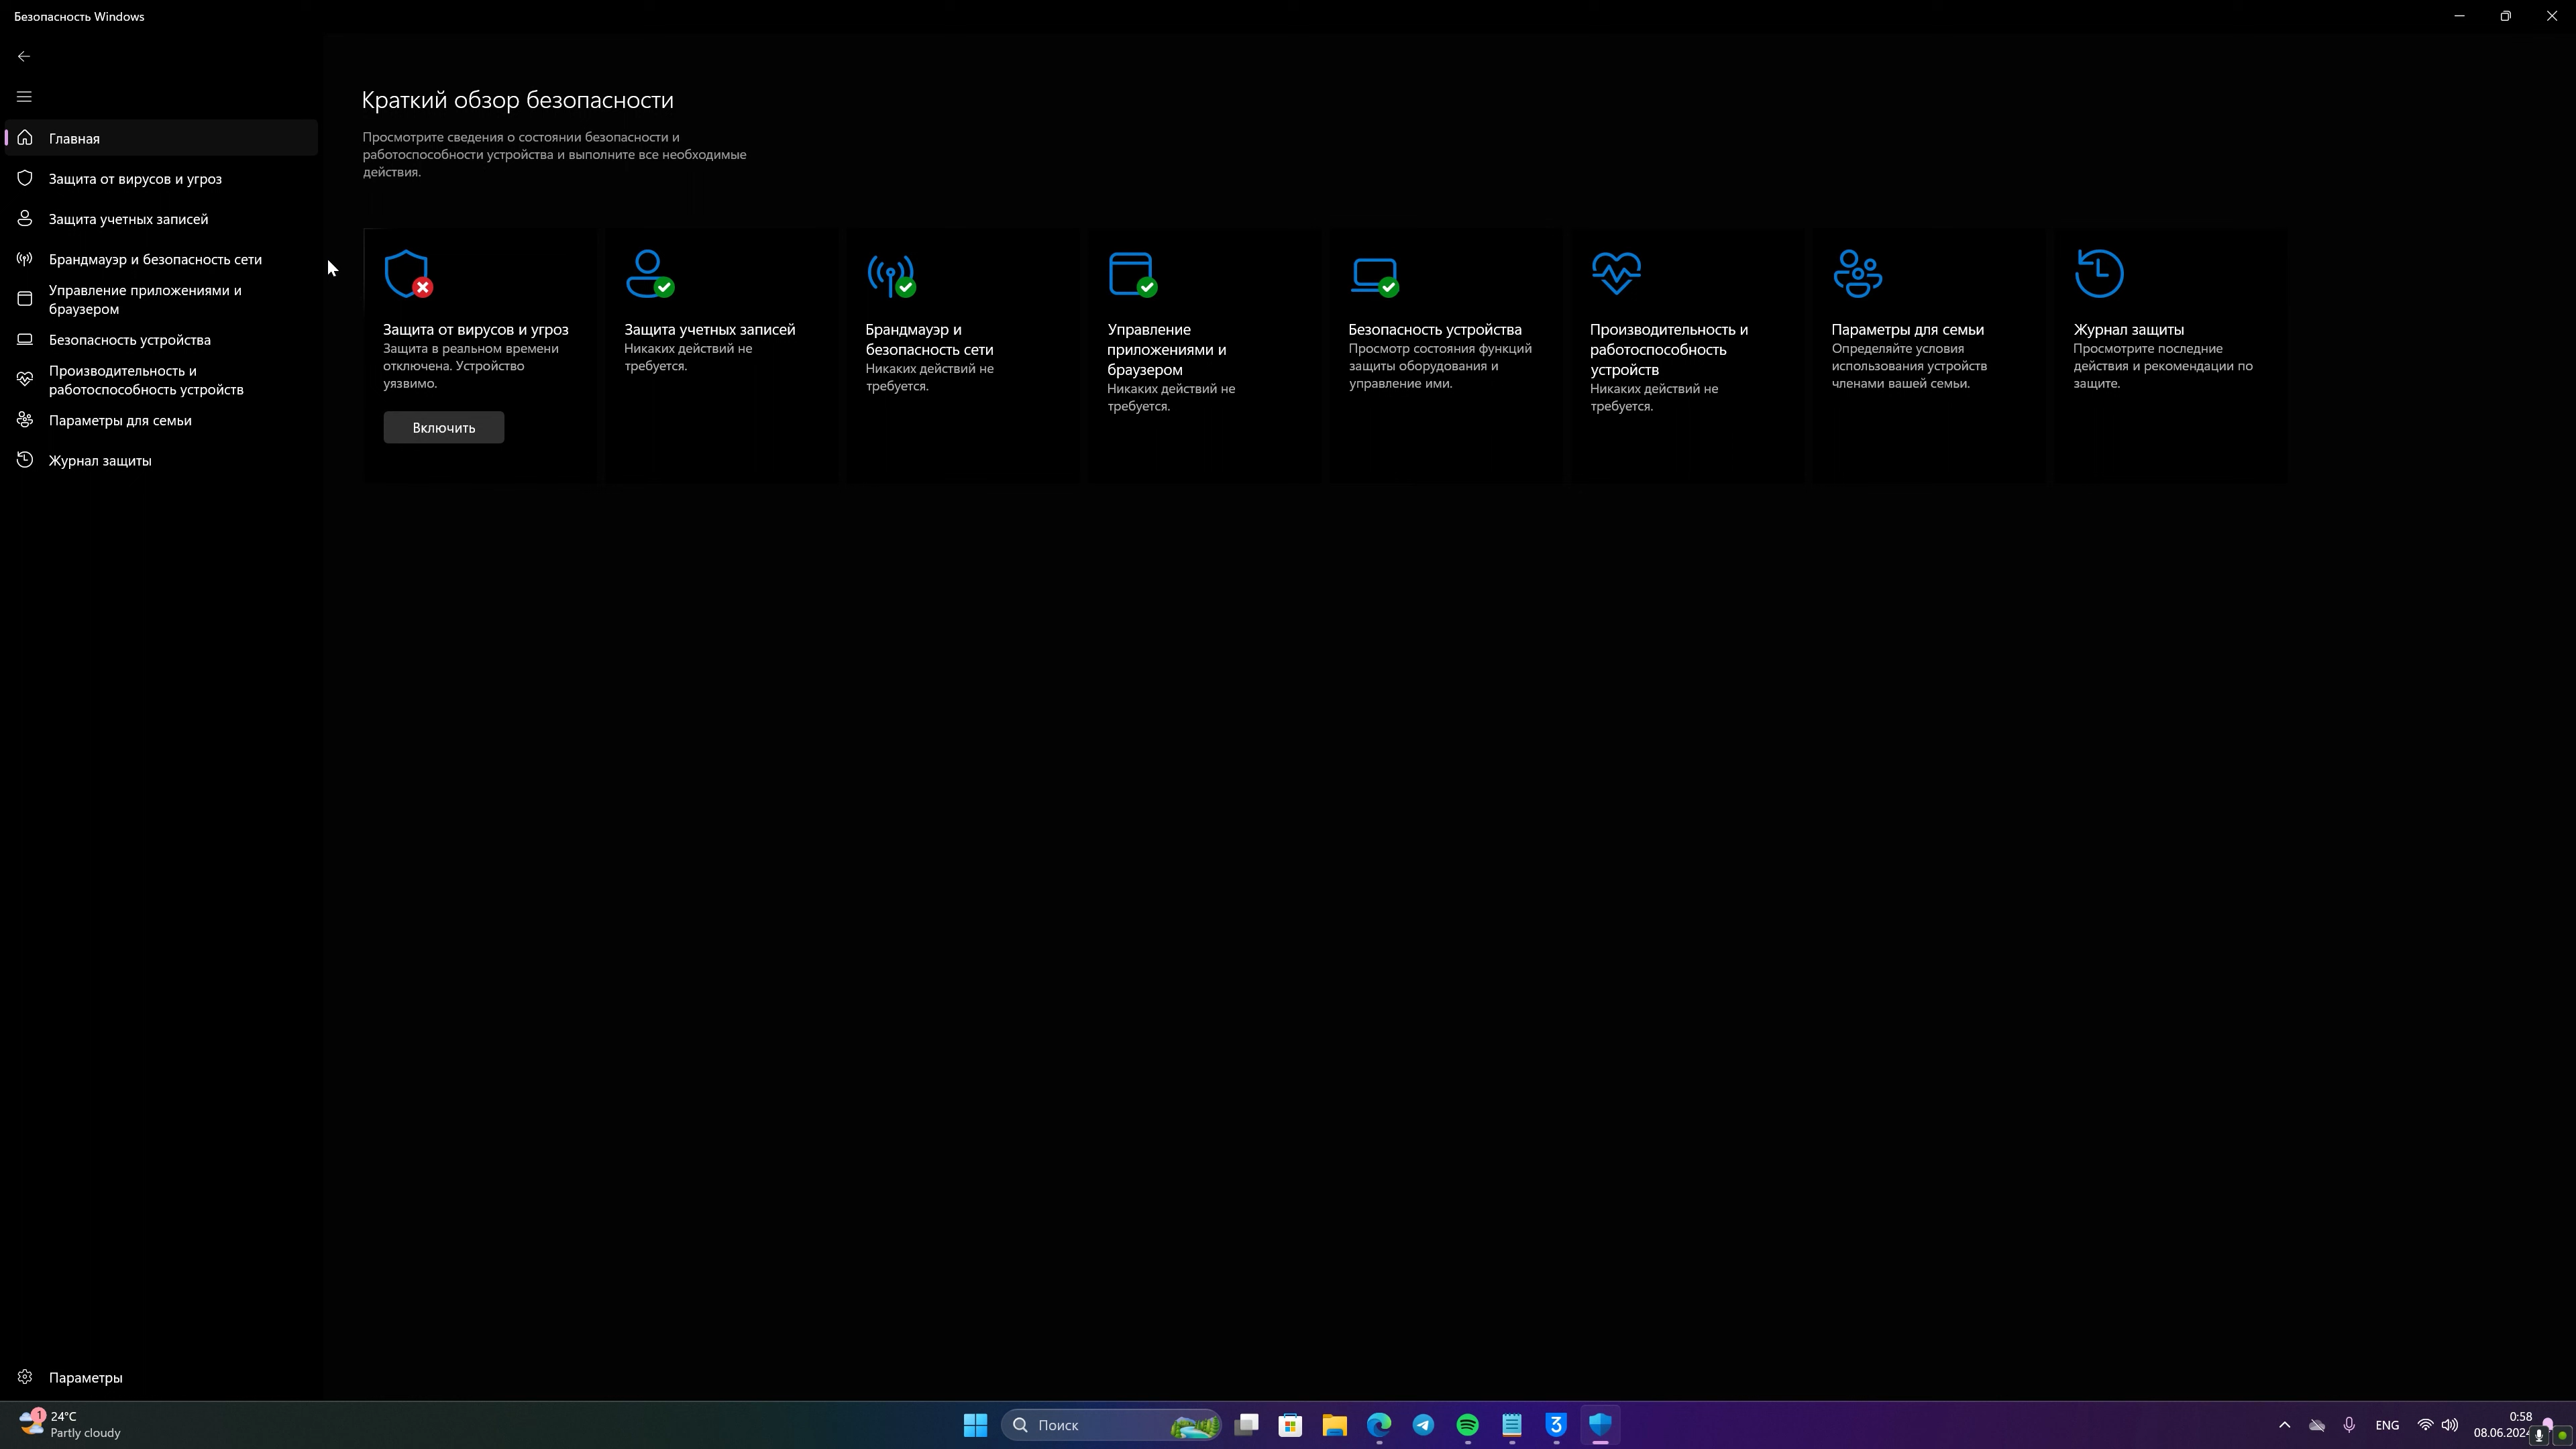 Безопасность Windows
Главная
Защита от вирусов и угроз
Защита учетных записей
Брандмауэр и безопасность сети
Управление приложениями и
браузером
Безопасность устройства
Производительность и
работоспособность устройств
Параметры для семьи
Журнал защиты
Параметры
Краткий обзор безопасности
Просмотрите сведения о состоянии безопасности и
работоспособности устройства и выполните все необходимые
действия.
Защита от вирусов и угроз
Защита в реальном времени
отключена. Устройство
уязвимо.
Включить
Защита учетных записей
Никаких действий не
требуется.
Брандмауэр и
безопасность сети
Никаких действий не
требуется.
Управление
приложениями и
браузером
Никаких действий не
требуется.
Безопасность устройства
Просмотр состояния функций
защиты оборудования и
управление ими.
Производительность и
работоспособность
устройств
Никаких действий не
требуется.
Параметры для семьи
Определяйте условия
использования устройств
членами вашей семьи.
Журнал защиты
Просмотрите последние
действия и рекомендации по
защите.
1
24°C
Partly cloudy
Поиск
3
ENG
0:58
08.06.2024